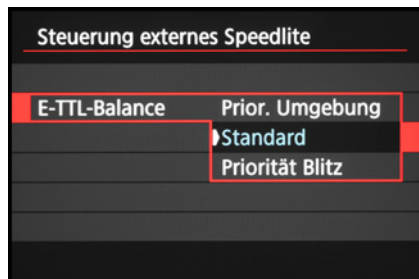 Steuerung externes Speedlite
E-TTL-Balance
Prior. Umgebung
Standard
Priorität Blitz